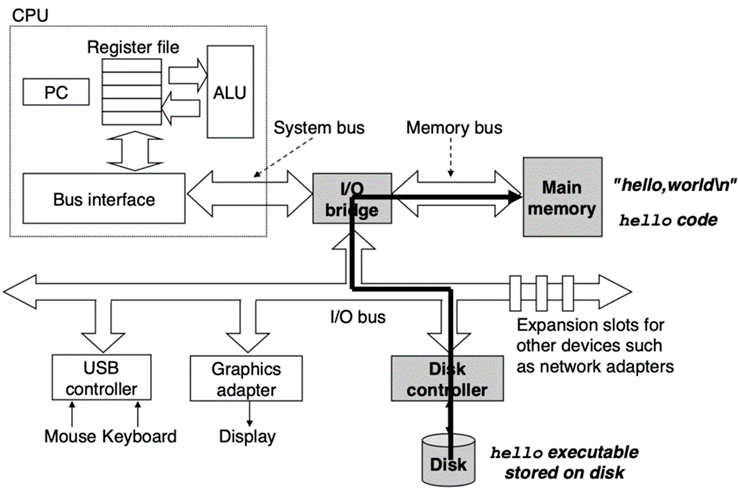 CPU
Register file
PC
ALU
System bus
Memory bus
Bus interface
I/O
bridge
Main
memory
"hello,world\n"
hello code
I/O bus
Expansion slots for
other devices such
as network adapters
USB
controller
Graphics
adapter
Disk
controller
Mouse Keyboard
Display
Disk
hello executable
stored on disk